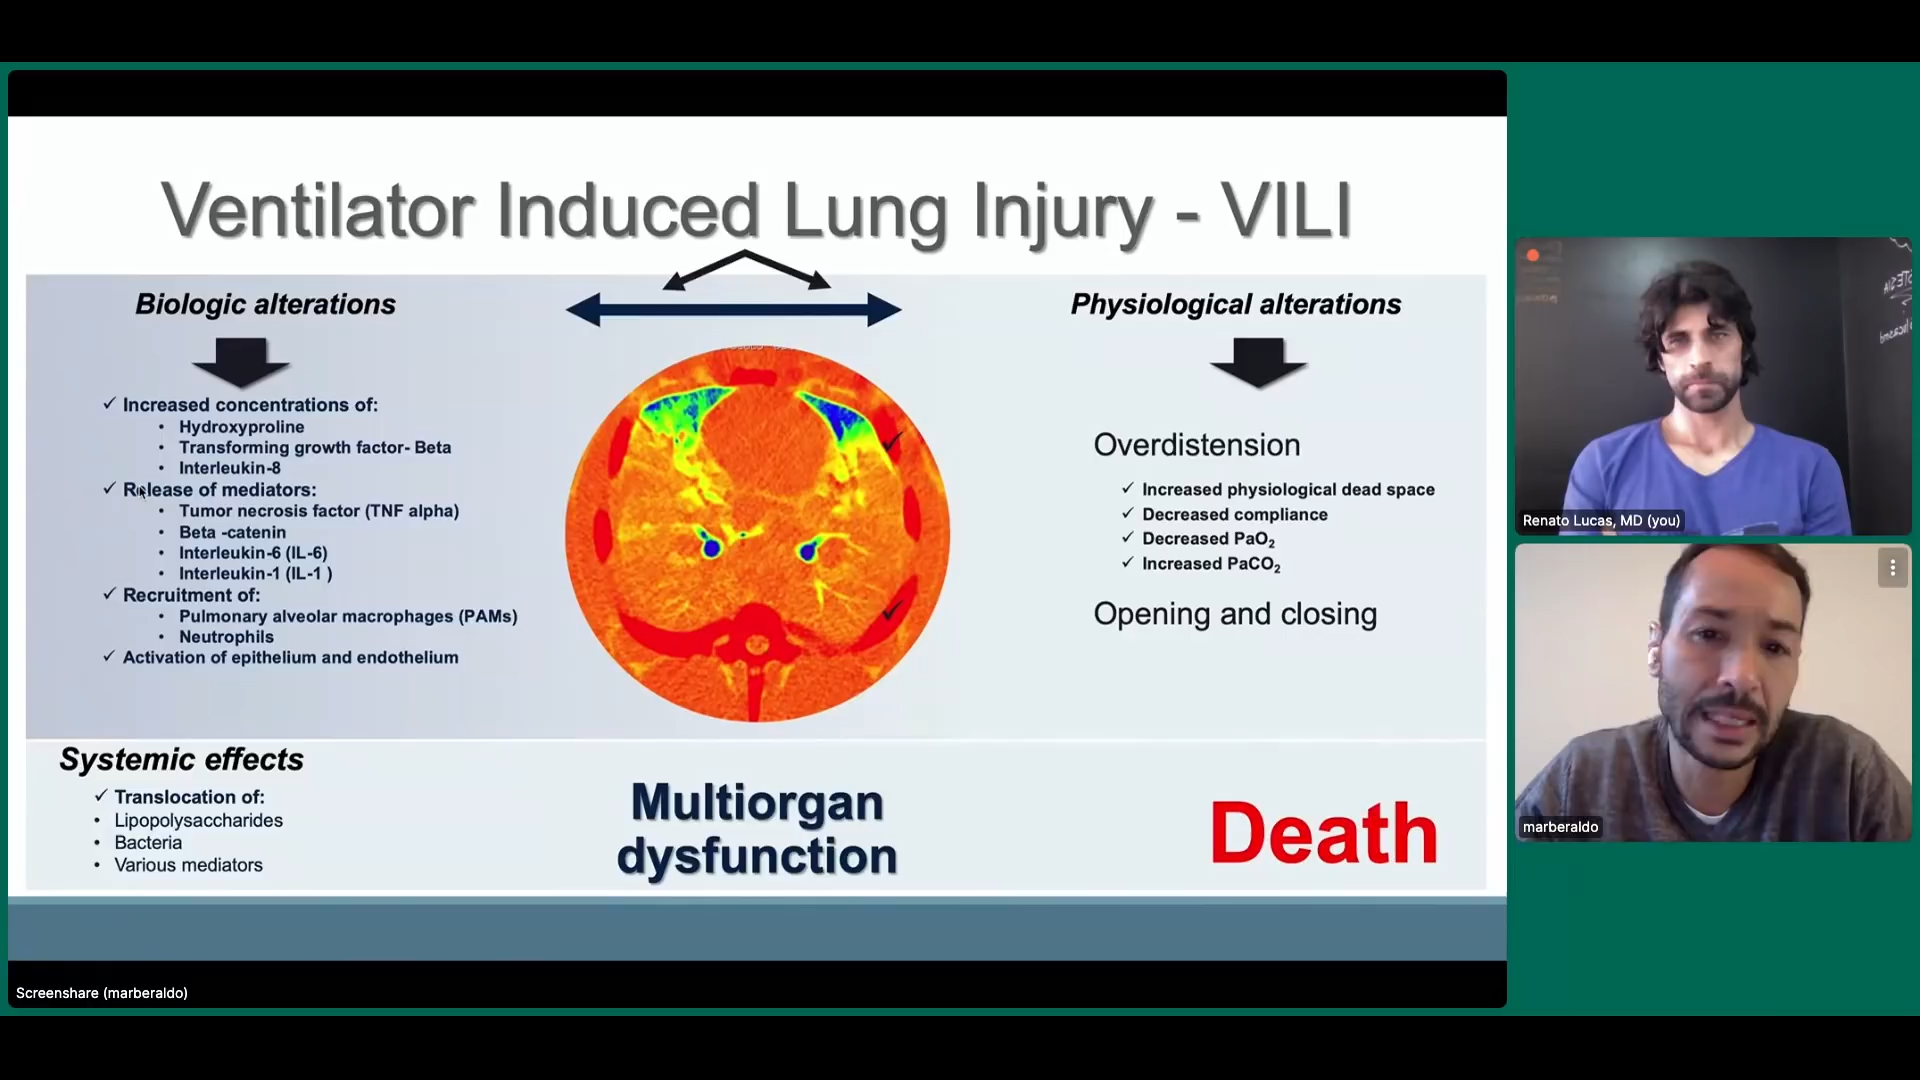 Ventilator Induced Lung Injury - VILI
Biologic alterations
✓ Increased concentrations of:
• Hydroxyproline
• Transforming growth factor- Beta
• Interleukin-8
✓ Release of mediators:
• Tumor necrosis factor (TNF alpha)
• Beta -catenin
• Interleukin-6 (IL-6)
• Interleukin-1 (IL-1 )
✓ Recruitment of:
• Pulmonary alveolar macrophages (PAMs)
• Neutrophils
✓ Activation of epithelium and endothelium
Physiological alterations
Overdistension
✓ Increased physiological dead space
✓ Decreased compliance
✓ Decreased PaO₂
✓ Increased PaCO₂
Opening and closing
Systemic effects
✓ Translocation of:
• Lipopolysaccharides
• Bacteria
• Various mediators
Multiorgan
dysfunction
Death
Screenshare (marberaldo)
Renato Lucas, MD (you)
marberaldo